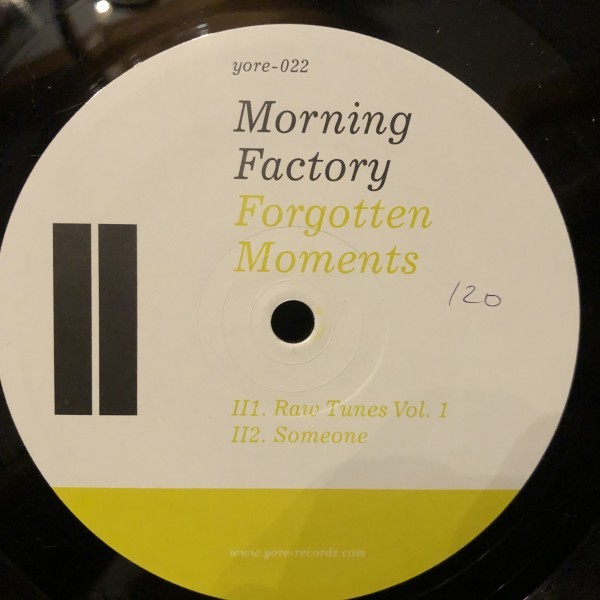 yore-022
Morning
Factory
Forgotten
Moments
120
II
II1. Raw Tunes Vol. 1
II2. Someone
www.yore-records.com